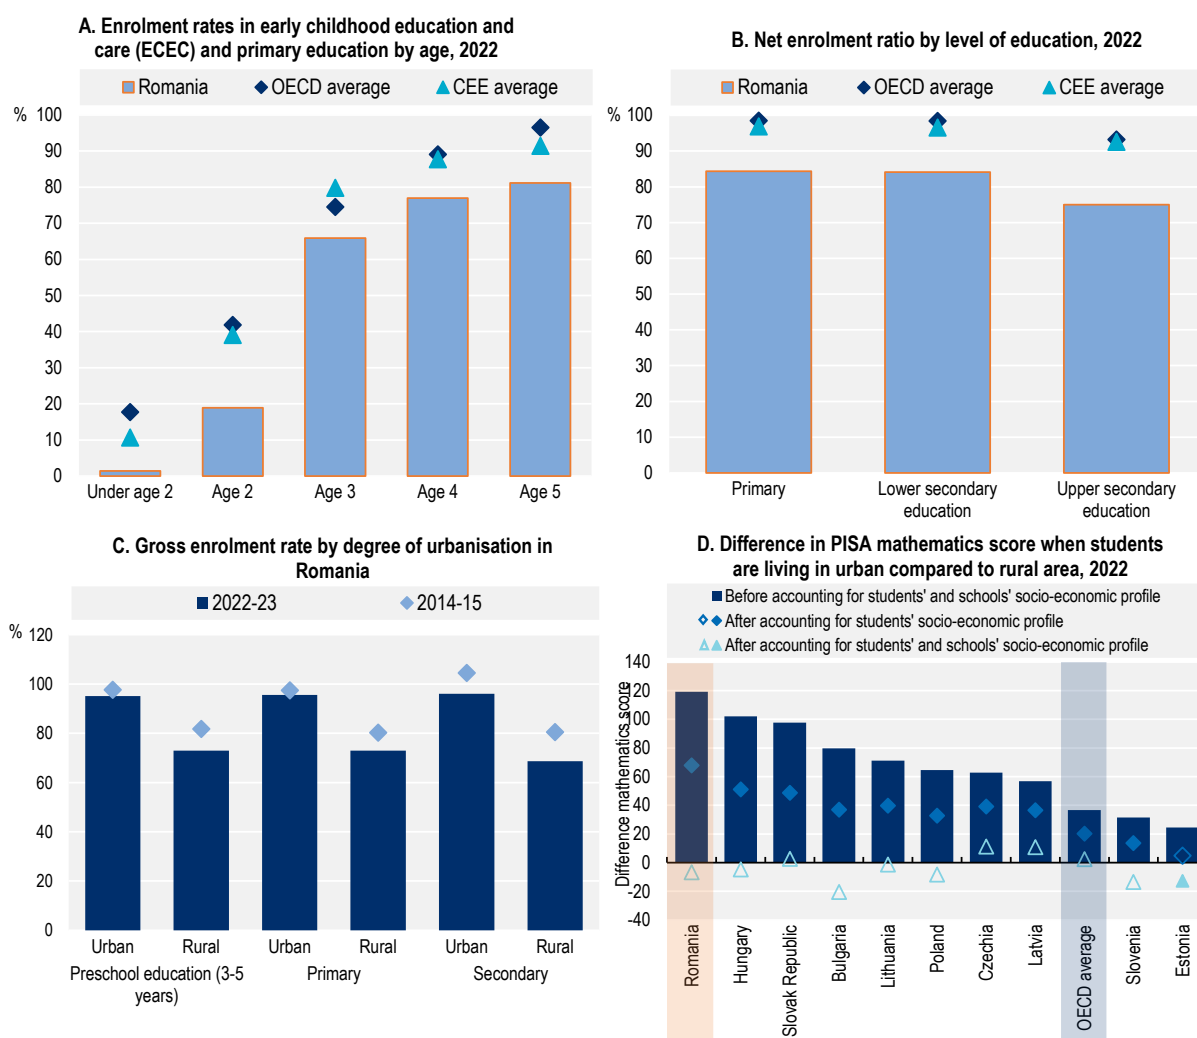 A. Enrolment rates in early childhood education and
care (ECEC) and primary education by age, 2022
Romania OECD average CEE average
% 100
90
80
70
60
50
40
30
20
10
0
Under age 2 Age 2 Age 3 Age 4 Age 5
B. Net enrolment ratio by level of education, 2022
Romania OECD average CEE average
% 100
90
80
70
60
50
40
30
20
10
0
Primary Lower secondary education Upper secondary education
C. Gross enrolment rate by degree of urbanisation in
Romania
2022-23 2014-15
% 120
100
80
60
40
20
0
Urban Rural Urban Rural Urban Rural
Preschool education (3-5 years) Primary Secondary
D. Difference in PISA mathematics score when students
are living in urban compared to rural area, 2022
Before accounting for students' and schools' socio-economic profile
After accounting for students' socio-economic profile
After accounting for students' and schools' socio-economic profile
Difference mathematics score
140
120
100
80
60
40
20
0
-20
-40
Romania
Hungary
Slovak Republic
Bulgaria
Lithuania
Poland
Czechia
Latvia
OECD average
Slovenia
Estonia